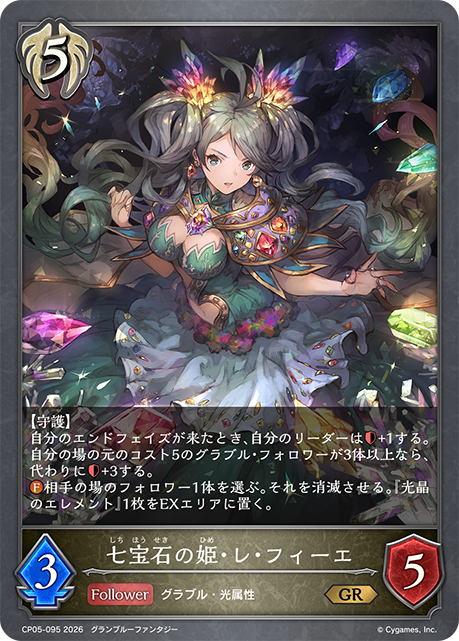 5
【守護】
自分のエンドフェイズが来たとき、自分のリーダーは+1する。
自分の場の元のコスト5のグラブル・フォロワーが3体以上なら、
代わりに+3する。
F相手の場のフォロワー1体を選ぶ。それを消滅させる。『光晶
のエレメント』1枚をEXエリアに置く。
しちほうせき ひめ
七宝石の姫・レ・フィーエ
3
Follower グラブル・光属性 GR
5
CP05-095 2026 グランブルーファンタジー © Cygames, Inc.